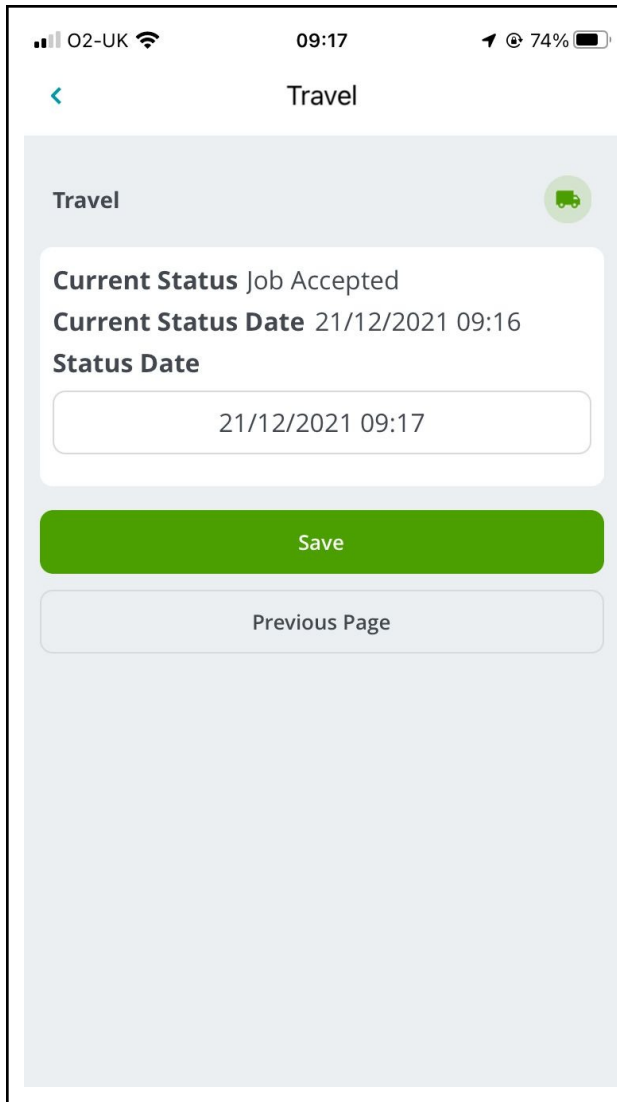 O2-UK 09:17 74%
Travel
Travel
Current Status Job Accepted
Current Status Date 21/12/2021 09:16
Status Date
21/12/2021 09:17
Save
Previous Page